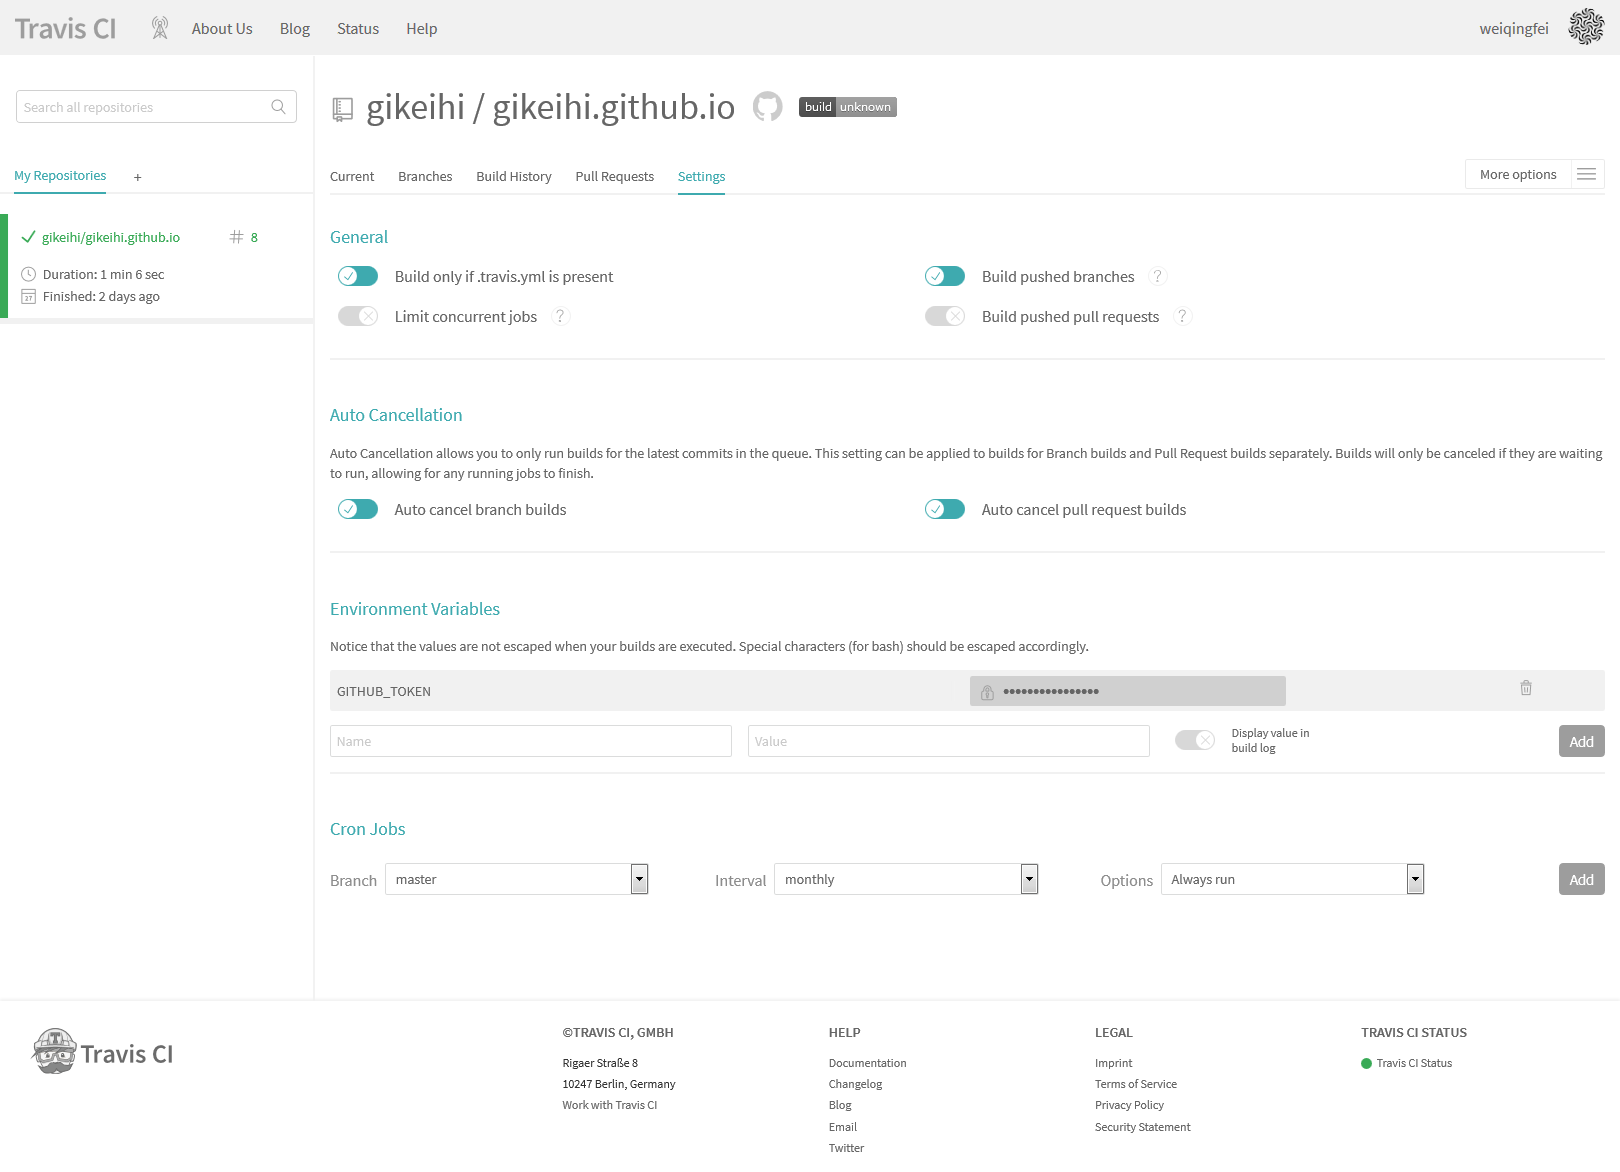 Travis CI
About Us
Blog
Status
Help
weiqingfei
Search all repositories
My Repositories
+
gikeihi/gikeihi.github.io
# 8
Duration: 1 min 6 sec
27
Finished: 2 days ago
gikeihi / gikeihi.github.io
build unknown
Current
Branches
Build History
Pull Requests
Settings
More options
General
Build only if .travis.yml is present
Build pushed branches
?
Limit concurrent jobs
?
Build pushed pull requests
?
Auto Cancellation
Auto Cancellation allows you to only run builds for the latest commits in the queue. This setting can be applied to builds for Branch builds and Pull Request builds separately. Builds will only be canceled if they are waiting
to run, allowing for any running jobs to finish.
Auto cancel branch builds
Auto cancel pull request builds
Environment Variables
Notice that the values are not escaped when your builds are executed. Special characters (for bash) should be escaped accordingly.
GITHUB_TOKEN
••••••••••••••••
Name
Value
Display value in
build log
Add
Cron Jobs
Branch
master
Interval
monthly
Options
Always run
Add
Travis CI
©TRAVIS CI, GMBH
Rigaer Straße 8
10247 Berlin, Germany
Work with Travis CI
HELP
Documentation
Changelog
Blog
Email
Twitter
LEGAL
Imprint
Terms of Service
Privacy Policy
Security Statement
TRAVIS CI STATUS
Travis CI Status